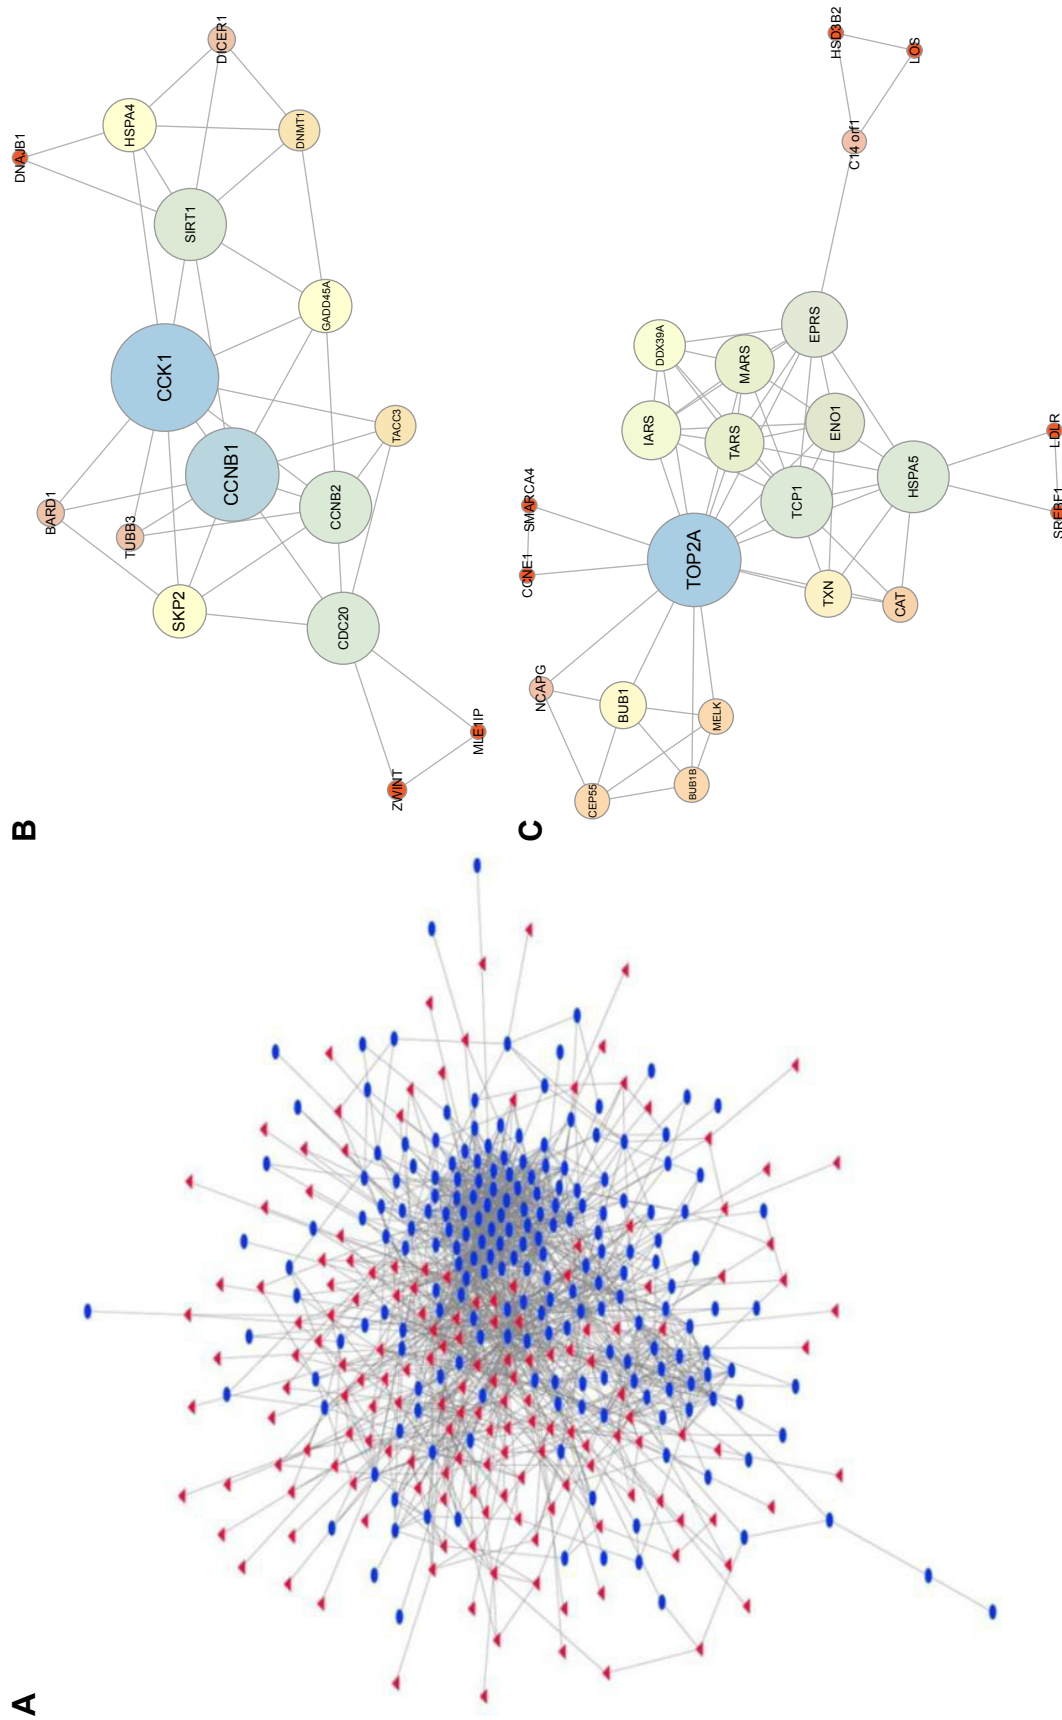 A
B
DNAJB1
DICER1
HSPA4
DNMT1
SIRT1
GADD45A
CCK1
TACC3
CCNB1
BARD1
TUBB3
CCNB2
SKP2
CDC20
MLE1IP
ZWINT
C
HSD3B2
LOS
C14 orf1
EPRS
DDX39A
MARS
IARS
TARS
ENO1
LDLR
HSPA5
TCP1
SMARCA4
SREBF1
TOP2A
CCNE1
TXN
CAT
NCAPG
BUB1
MELK
BUB1B
CEP55